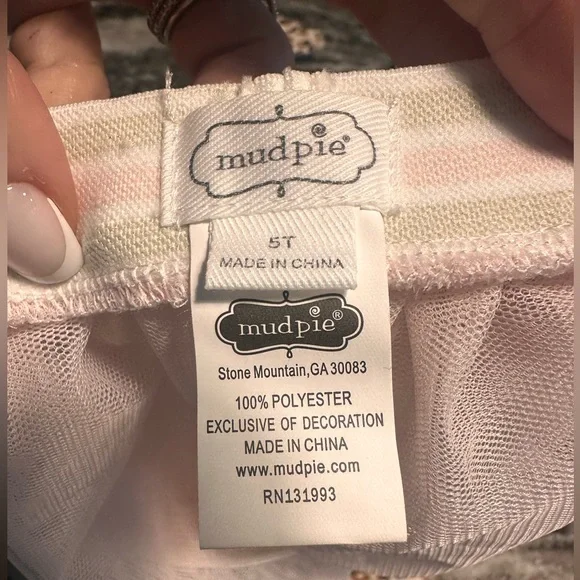 mudpie®
5T
MADE IN CHINA
mudpie®
Stone Mountain,GA 30083
100% POLYESTER
EXCLUSIVE OF DECORATION
MADE IN CHINA
www.mudpie.com
RN131993